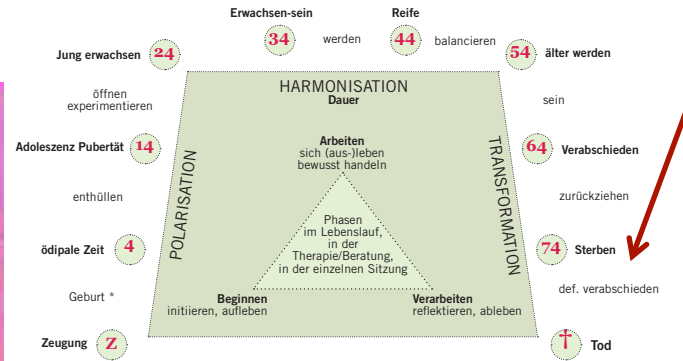 Erwachsen-sein
Reife
34
werden
44
balancieren
Jung erwachsen
24
54
älter werden
HARMONISATION
Dauer
öffnen
experimentieren
sein
Adoleszenz Pubertät
14
Arbeiten
sich (aus-)leben
bewusst handeln
64
Verabschieden
POLARISATION
TRANSFORMATION
enthüllen
zurückziehen
Phasen
im Lebenslauf,
in der
Therapie/Beratung,
in der einzelnen Sitzung
ödipale Zeit
4
74
Sterben
Geburt *
Beginnen
initiieren, aufleben
Verarbeiten
reflektieren, ableben
def. verabschieden
Zeugung
Z
†
Tod